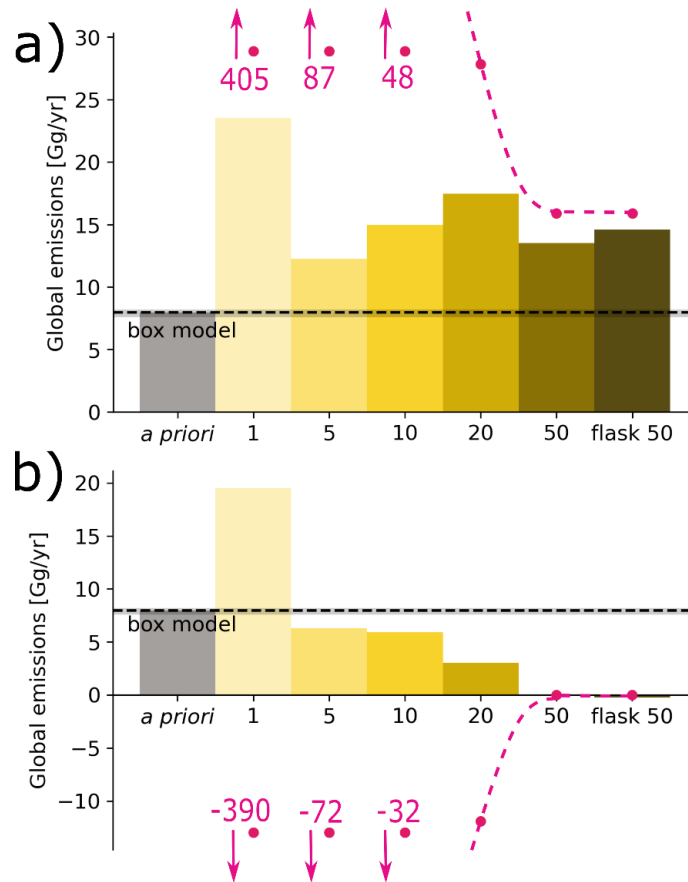 a)
Global emissions [Gg/yr]
30
25
20
15
10
5
0
405 87 48
box model
a priori 1 5 10 20 50 flask 50
b)
Global emissions [Gg/yr]
20
15
10
5
0
−5
−10
box model
a priori 1 5 10 20 50 flask 50
-390 -72 -32